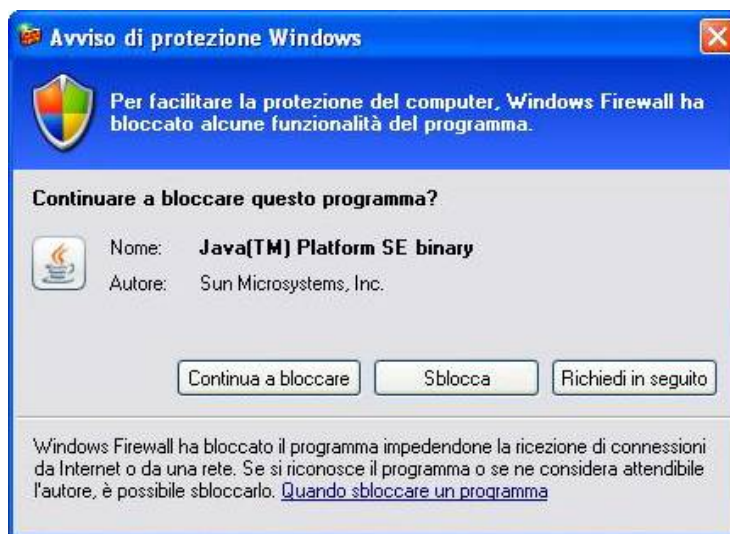 Avviso di protezione Windows
Per facilitare la protezione del computer, Windows Firewall ha
bloccato alcune funzionalità del programma.
Continuare a bloccare questo programma?
Nome: Java(TM) Platform SE binary
Autore: Sun Microsystems, Inc.
Continua a bloccare Sblocca Richiedi in seguito
Windows Firewall ha bloccato il programma impedendone la ricezione di connessioni
da Internet o da una rete. Se si riconosce il programma o se ne considera attendibile
l'autore, è possibile sbloccarlo. Quando sbloccare un programma